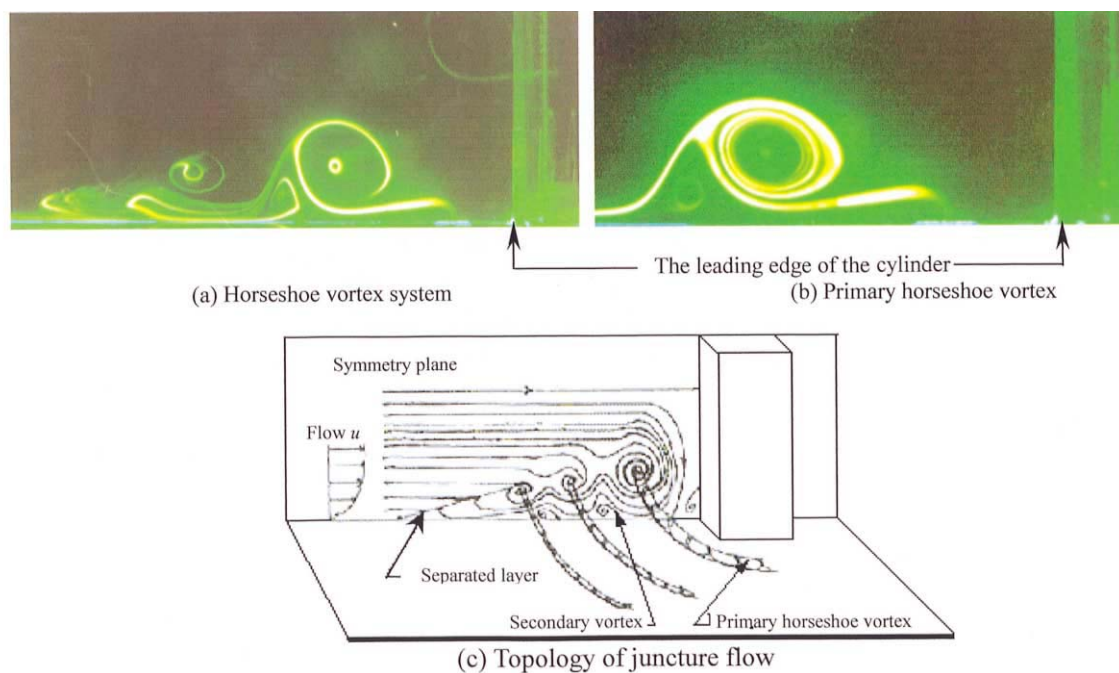 The leading edge of the cylinder
(a) Horseshoe vortex system
(b) Primary horseshoe vortex
Symmetry plane
Flow u
Separated layer
Secondary vortex
Primary horseshoe vortex
(c) Topology of juncture flow